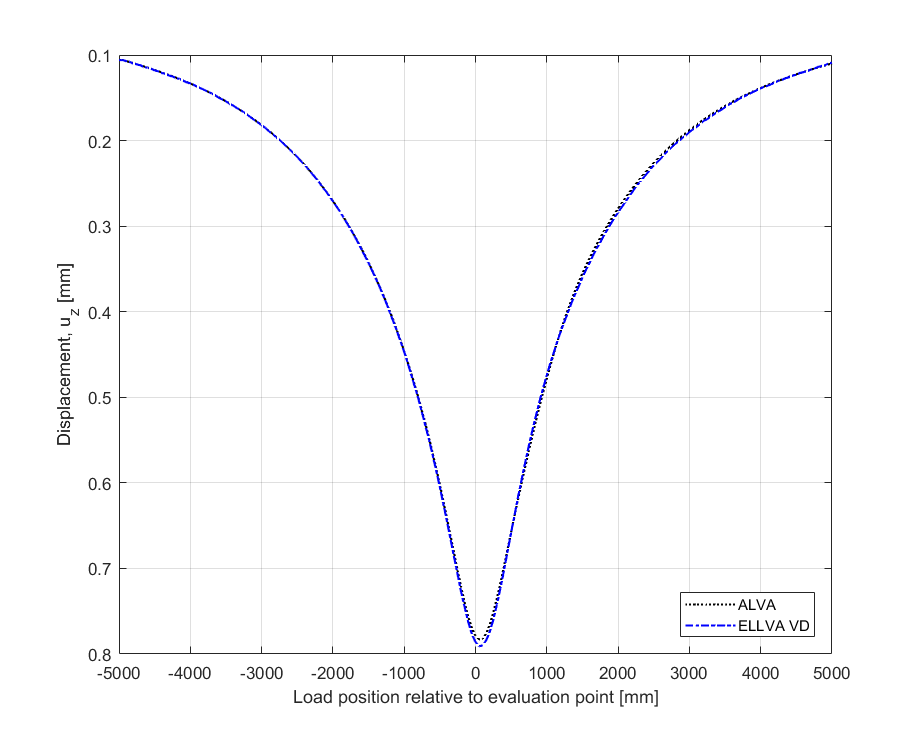 0.1
0.2
0.3
0.4
0.5
0.6
0.7
0.8
Displacement, u_z [mm]
ALVA
ELLVA VD
-5000 -4000 -3000 -2000 -1000 0 1000 2000 3000 4000 5000
Load position relative to evaluation point [mm]